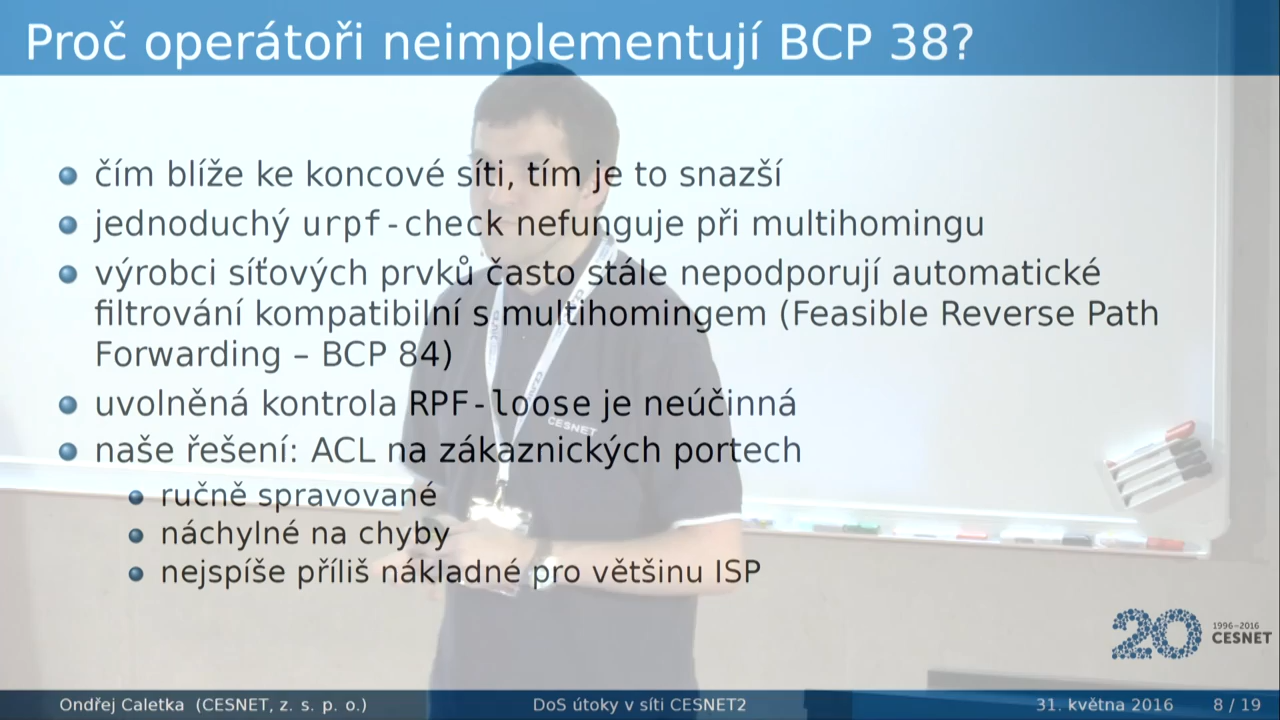 Proč operátoři neimplementují BCP 38?
čím blíže ke koncové síti, tím je to snazší
jednoduchý urpf-check nefunguje při multihomingu
výrobci síťových prvků často stále nepodporují automatické
filtrování kompatibilní s multihomingem (Feasible Reverse Path
Forwarding – BCP 84)
uvolněná kontrola RPF-loose je neúčinná
naše řešení: ACL na zákaznických portech
ručně spravované
náchylné na chyby
nejspíše příliš nákladné pro většinu ISP
CESNET
20 1996–2016
CESNET
Ondřej Caletka (CESNET, z. s. p. o.) DoS útoky v síti CESNET2 31. května 2016 8 / 19